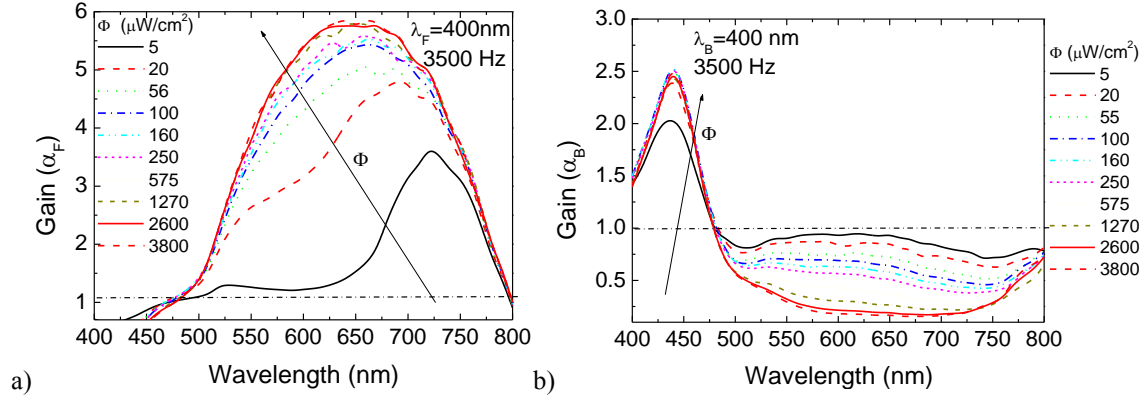 Φ (μW/cm²)
5
20
56
100
160
250
575
1270
2600
3800
λF=400nm
3500 Hz
Φ
Gain (αF)
6
5
4
3
2
1
400 450 500 550 600 650 700 750 800
Wavelength (nm)
a)
λB=400 nm
3500 Hz
Φ
Gain (αB)
3.0
2.5
2.0
1.5
1.0
0.5
400 450 500 550 600 650 700 750 800
Wavelength (nm)
b)
Φ (μW/cm²)
5
20
55
100
160
250
575
1270
2600
3800